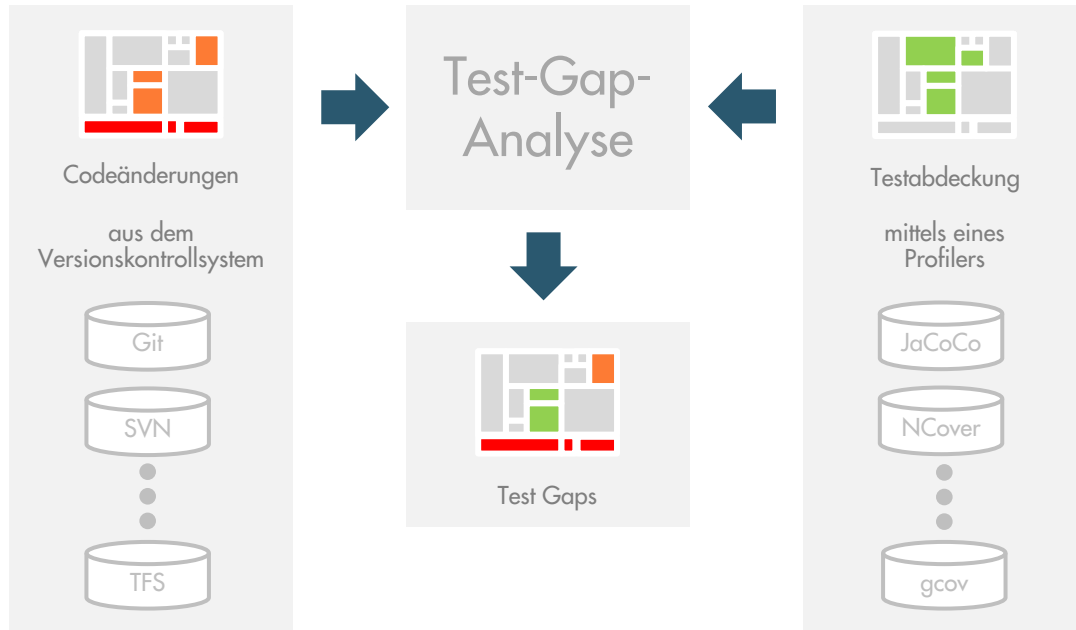 Codeänderungen
aus dem
Versionskontrollsystem
Git
SVN
TFS
Test-Gap-
Analyse
Test Gaps
Testabdeckung
mittels eines
Profilers
JaCoCo
NCover
gcov